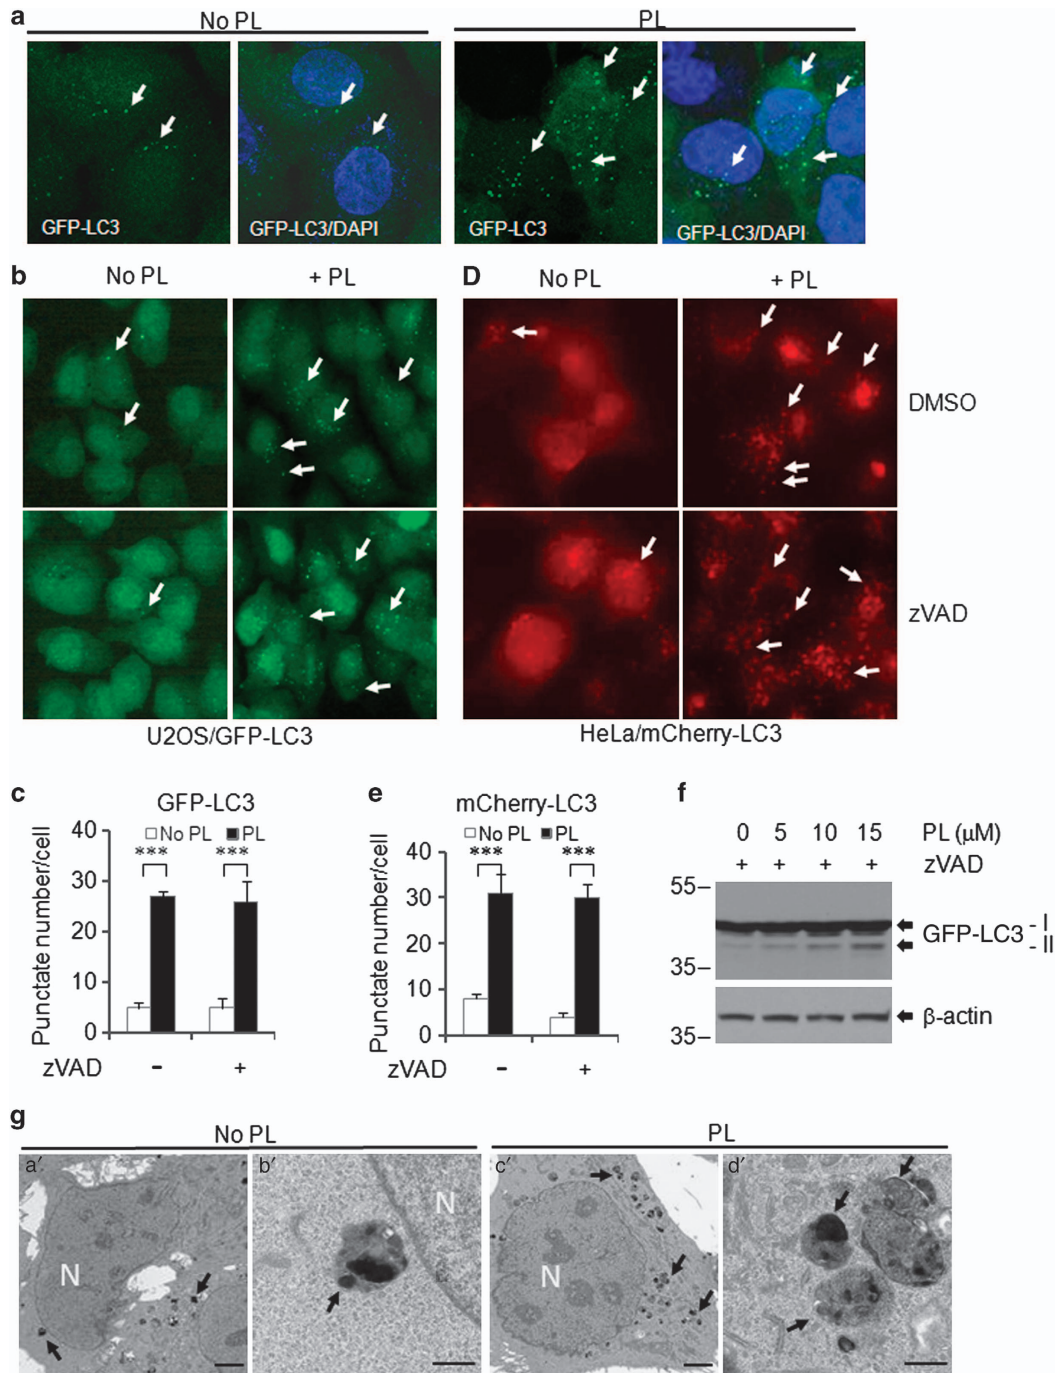 a
No PL
PL
GFP-LC3
GFP-LC3/DAPI
GFP-LC3
GFP-LC3/DAPI
b
No PL
+ PL
D
No PL
+ PL
DMSO
zVAD
U2OS/GFP-LC3
HeLa/mCherry-LC3
c
GFP-LC3
No PL
PL
Punctate number/cell
40
30
20
10
0
***
***
zVAD
-
+
e
mCherry-LC3
No PL
PL
Punctate number/cell
40
30
20
10
0
***
***
zVAD
-
+
f
0 5 10 15 PL (μM)
+ + + + zVAD
55
35
GFP-LC3
- I
- II
35
β-actin
g
No PL
PL
a′
N
b′
N
c′
N
d′